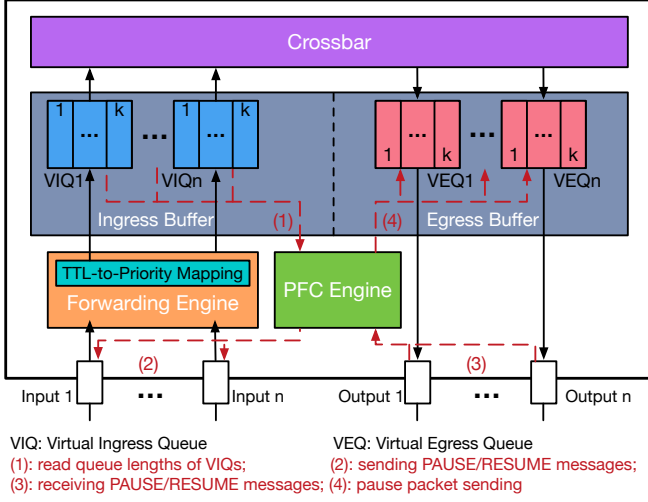 Crossbar
1 ... k ... 1 ... k
... ... ...
1 k 1 k
VIQ1 VIQn VEQ1 VEQn
Ingress Buffer (1) (4) Egress Buffer
TTL-to-Priority Mapping
Forwarding Engine
PFC Engine
(2) (3)
Input 1 ... Input n Output 1 ... Output n
VIQ: Virtual Ingress Queue VEQ: Virtual Egress Queue
(1): read queue lengths of VIQs; (2): sending PAUSE/RESUME messages;
(3): receiving PAUSE/RESUME messages; (4): pause packet sending